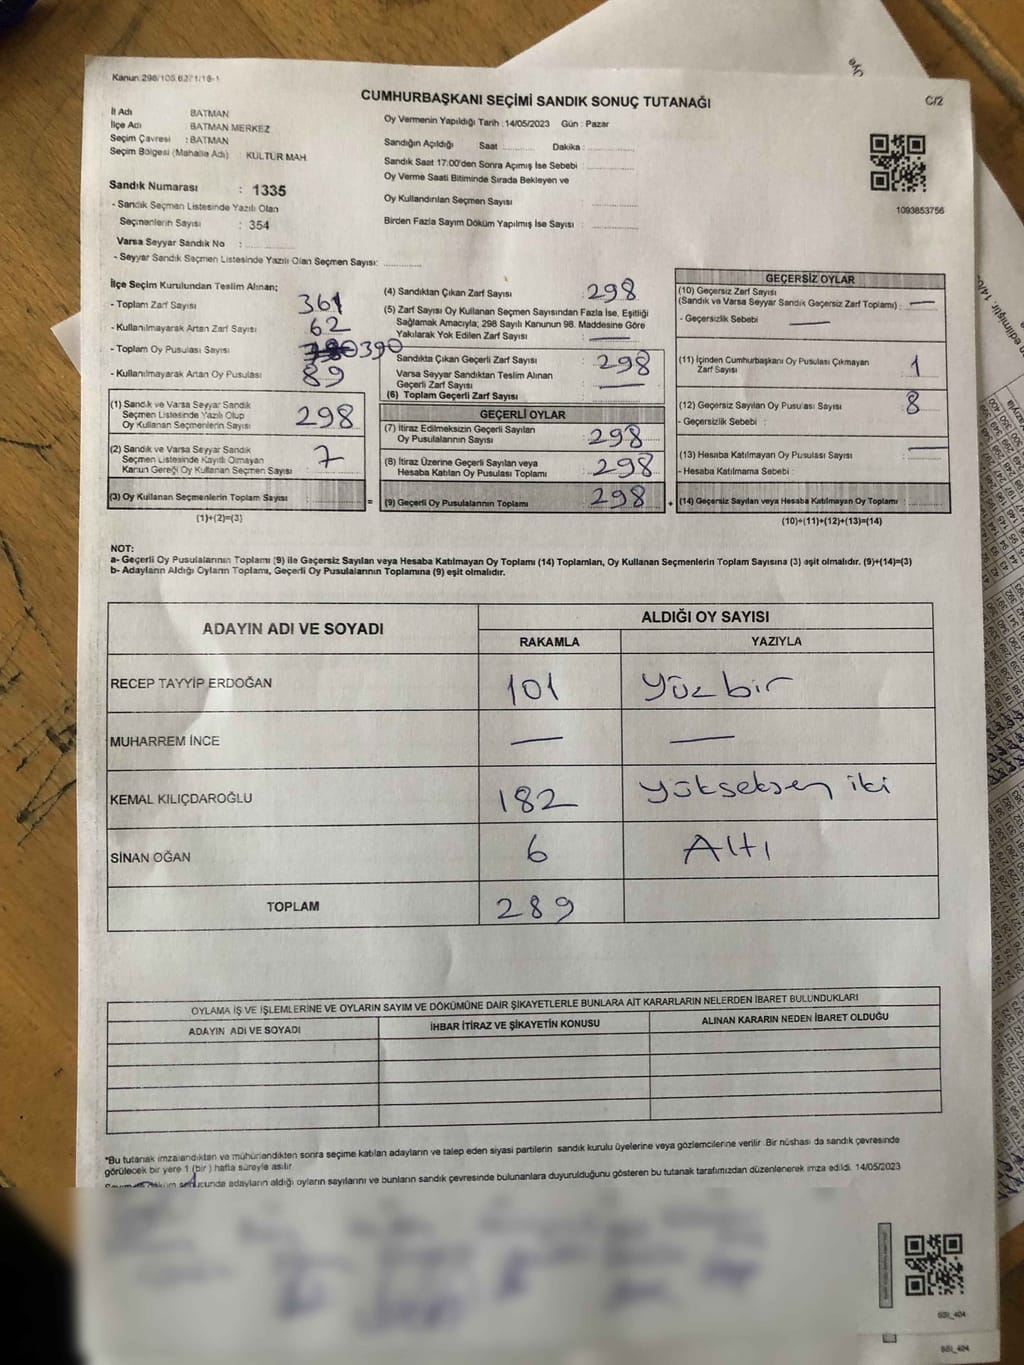 Kanun 298/105,627 1/18-1
CUMHURBAŞKANI SEÇİMİ SANDIK SONUÇ TUTANAĞI
C/2
İl Adı BATMAN
İlçe Adı BATMAN MERKEZ
Seçim Çevresi : BATMAN
Seçim Bölgesi (Mahalle Adı) : KÜLTÜR MAH.
Sandık Numarası : 1335
- Sandık Seçmen Listesinde Yazılı Olan
Seçmenlerin Sayısı : 354
Varsa Seyyar Sandık No :
- Seyyar Sandık Seçmen Listesinde Yazılı Olan Seçmen Sayısı:
Oy Vermenin Yapıldığı Tarih : 14/05/2023 Gün : Pazar
Sandığın Açıldığı Saat Dakika :
Sandık Saat 17:00'den Sonra Açımış İse Sebebi :
Oy Verme Saati Bitiminde Sırada Bekleyen ve
Oy Kullandırılan Seçmen Sayısı :
Birden Fazla Sayım Döküm Yapılmış İse Sayısı :
1093853756
İlçe Seçim Kurulundan Teslim Alınan;
- Toplam Zarf Sayısı 361
- Kullanılmayarak Artan Zarf Sayısı 62
- Toplam Oy Pusulası Sayısı 390
- Kullanılmayarak Artan Oy Pusulası 89
(1) Sandık ve Varsa Seyyar Sandık
Seçmen Listesinde Yazılı Olup
Oy Kullanan Seçmenlerin Sayısı 298
(2) Sandık ve Varsa Seyyar Sandık
Seçmen Listesinde Kayıtlı Olmayan
Kanun Gereği Oy Kullanan Seçmen Sayısı 7
(3) Oy Kullanan Seçmenlerin Toplam Sayısı : =
(1)+(2)=(3)
(4) Sandıktan Çıkan Zarf Sayısı : 298
(5) Zarf Sayısı Oy Kullanan Seçmen Sayısından Fazla İse, Eşitliği
Sağlamak Amacıyla; 298 Sayılı Kanunun 98. Maddesine Göre
Yakılarak Yok Edilen Zarf Sayısı —
Sandıkta Çıkan Geçerli Zarf Sayısı : 298
Varsa Seyyar Sandıktan Teslim Alınan
Geçerli Zarf Sayısı —
(6) Toplam Geçerli Zarf Sayısı
GEÇERLİ OYLAR
(7) İtiraz Edilmeksizin Geçerli Sayılan
Oy Pusulalarının Sayısı : 298
(8) İtiraz Üzerine Geçerli Sayılan veya
Hesaba Katılan Oy Pusulası Toplamı : 298
(9) Geçerli Oy Pusulalarının Toplamı 298 +
GEÇERSİZ OYLAR
(10) Geçersiz Zarf Sayısı
(Sandık ve Varsa Seyyar Sandık Geçersiz Zarf Toplamı) : —
- Geçersizlik Sebebi : —
(11) İçinden Cumhurbaşkanı Oy Pusulası Çıkmayan
Zarf Sayısı : 1
(12) Geçersiz Sayılan Oy Pusulası Sayısı : 8
- Geçersizlik Sebebi :
(13) Hesaba Katılmayan Oy Pusulası Sayısı : —
- Hesaba Katılmama Sebebi :
(14) Geçersiz Sayılan veya Hesaba Katılmayan Oy Toplamı :
(10)+(11)+(12)+(13)=(14)
NOT:
a- Geçerli Oy Pusulalarının Toplamı (9) ile Geçersiz Sayılan veya Hesaba Katılmayan Oy Toplamı (14) Toplamları, Oy Kullanan Seçmenlerin Toplam Sayısına (3) eşit olmalıdır. (9)+(14)=(3)
b- Adayların Aldığı Oyların Toplamı, Geçerli Oy Pusulalarının Toplamına (9) eşit olmalıdır.
ADAYIN ADI VE SOYADI ALDIĞI OY SAYISI
RAKAMLA YAZIYLA
RECEP TAYYİP ERDOĞAN 101 yüzbir
MUHARREM İNCE — —
KEMAL KILIÇDAROĞLU 182 yükseksen iki
SİNAN OĞAN 6 Altı
TOPLAM 289
OYLAMA İŞ VE İŞLEMLERİNE VE OYLARIN SAYIM VE DÖKÜMÜNE DAİR ŞİKAYETLERLE BUNLARA AİT KARARLARIN NELERDEN İBARET BULUNDUKLARI
ADAYIN ADI VE SOYADI İHBAR İTİRAZ VE ŞİKAYETİN KONUSU ALINAN KARARIN NEDEN İBARET OLDUĞU
*Bu tutanak imzalandıktan ve mühürlendikten sonra seçime katılan adayların ve talep eden siyasi partilerin sandık kurulu üyelerine veya gözlemcilerine verilir. Bir nüshası da sandık çevresinde
görülecek bir yere 1 (bir) hafta süreyle asılır.
adayların aldığı oyların sayılarını ve bunların sandık çevresinde bulunanlara duyurulduğunu gösteren bu tutanak tarafımızdan düzenlenerek imza edildi. 14/05/2023
SSI_404
SSI_404